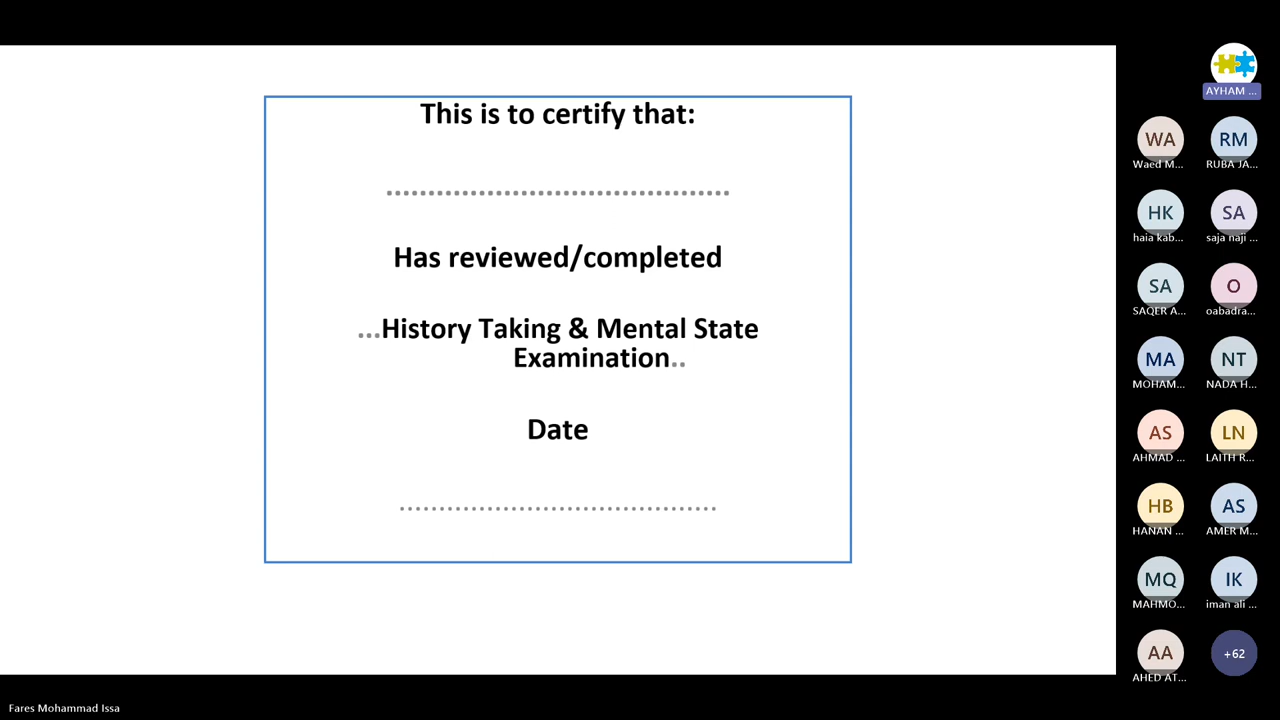 This is to certify that:
.......................................
Has reviewed/completed
...History Taking & Mental State
Examination..
Date
.......................................
AYHAM ...
WA
Waed M...
RM
RUBA JA...
HK
haia kab...
SA
saja naji ...
SA
SAQER A...
O
oabadra...
MA
MOHAM...
NT
NADA H...
AS
AHMAD ...
LN
LAITH R...
HB
HANAN ...
AS
AMER M...
MQ
MAHMO...
IK
iman ali ...
AA
AHED AT...
+62
Fares Mohammad Issa